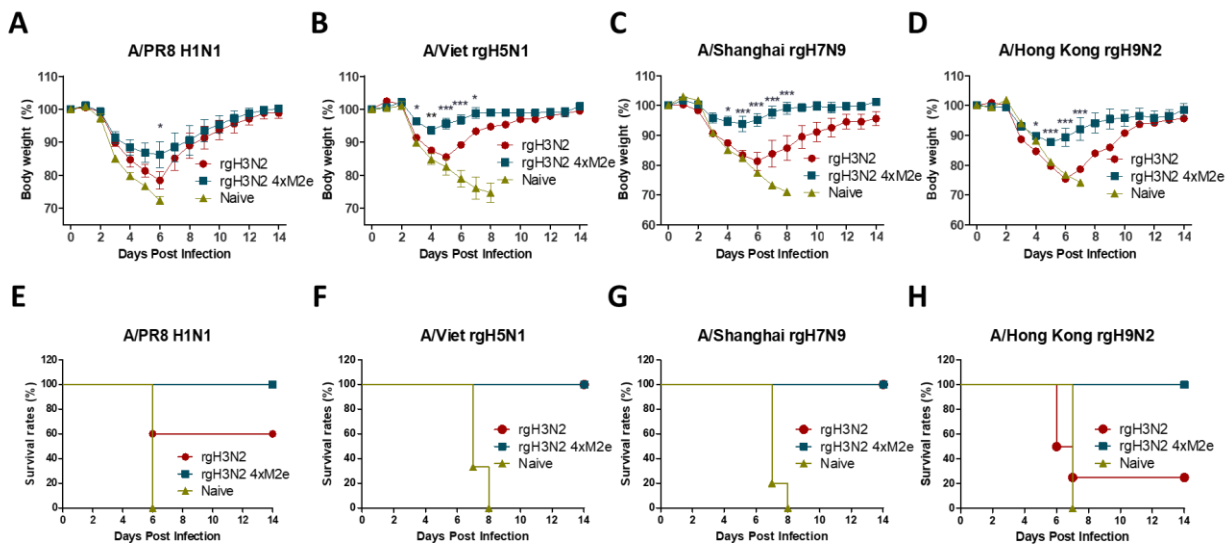 A
A/PR8 H1N1
Body weight (%)
110
100
90
80
70
*
rgH3N2
rgH3N2 4xM2e
Naive
0 2 4 6 8 10 12 14
Days Post Infection
B
A/Viet rgH5N1
Body weight (%)
110
100
90
80
70
* ** *** *** *
rgH3N2
rgH3N2 4xM2e
Naive
0 2 4 6 8 10 12 14
Days Post Infection
C
A/Shanghai rgH7N9
Body weight (%)
110
100
90
80
70
60
* *** *** *** ***
rgH3N2
rgH3N2 4xM2e
Naive
0 2 4 6 8 10 12 14
Days Post Infection
D
A/Hong Kong rgH9N2
Body weight (%)
110
100
90
80
70
60
* *** *** ***
rgH3N2
rgH3N2 4xM2e
Naive
0 2 4 6 8 10 12 14
Days Post Infection
E
A/PR8 H1N1
Survival rates (%)
120
100
80
60
40
20
0
rgH3N2
rgH3N2 4xM2e
Naive
0 2 4 6 8 10 12 14
Days Post Infection
F
A/Viet rgH5N1
Survival rates (%)
120
100
80
60
40
20
0
rgH3N2
rgH3N2 4xM2e
Naive
0 2 4 6 8 10 12 14
Days Post Infection
G
A/Shanghai rgH7N9
Survival rates (%)
120
100
80
60
40
20
0
rgH3N2
rgH3N2 4xM2e
Naive
0 2 4 6 8 10 12 14
Days Post Infection
H
A/Hong Kong rgH9N2
Survival rates (%)
120
100
80
60
40
20
0
rgH3N2
rgH3N2 4xM2e
Naive
0 2 4 6 8 10 12 14
Days Post Infection